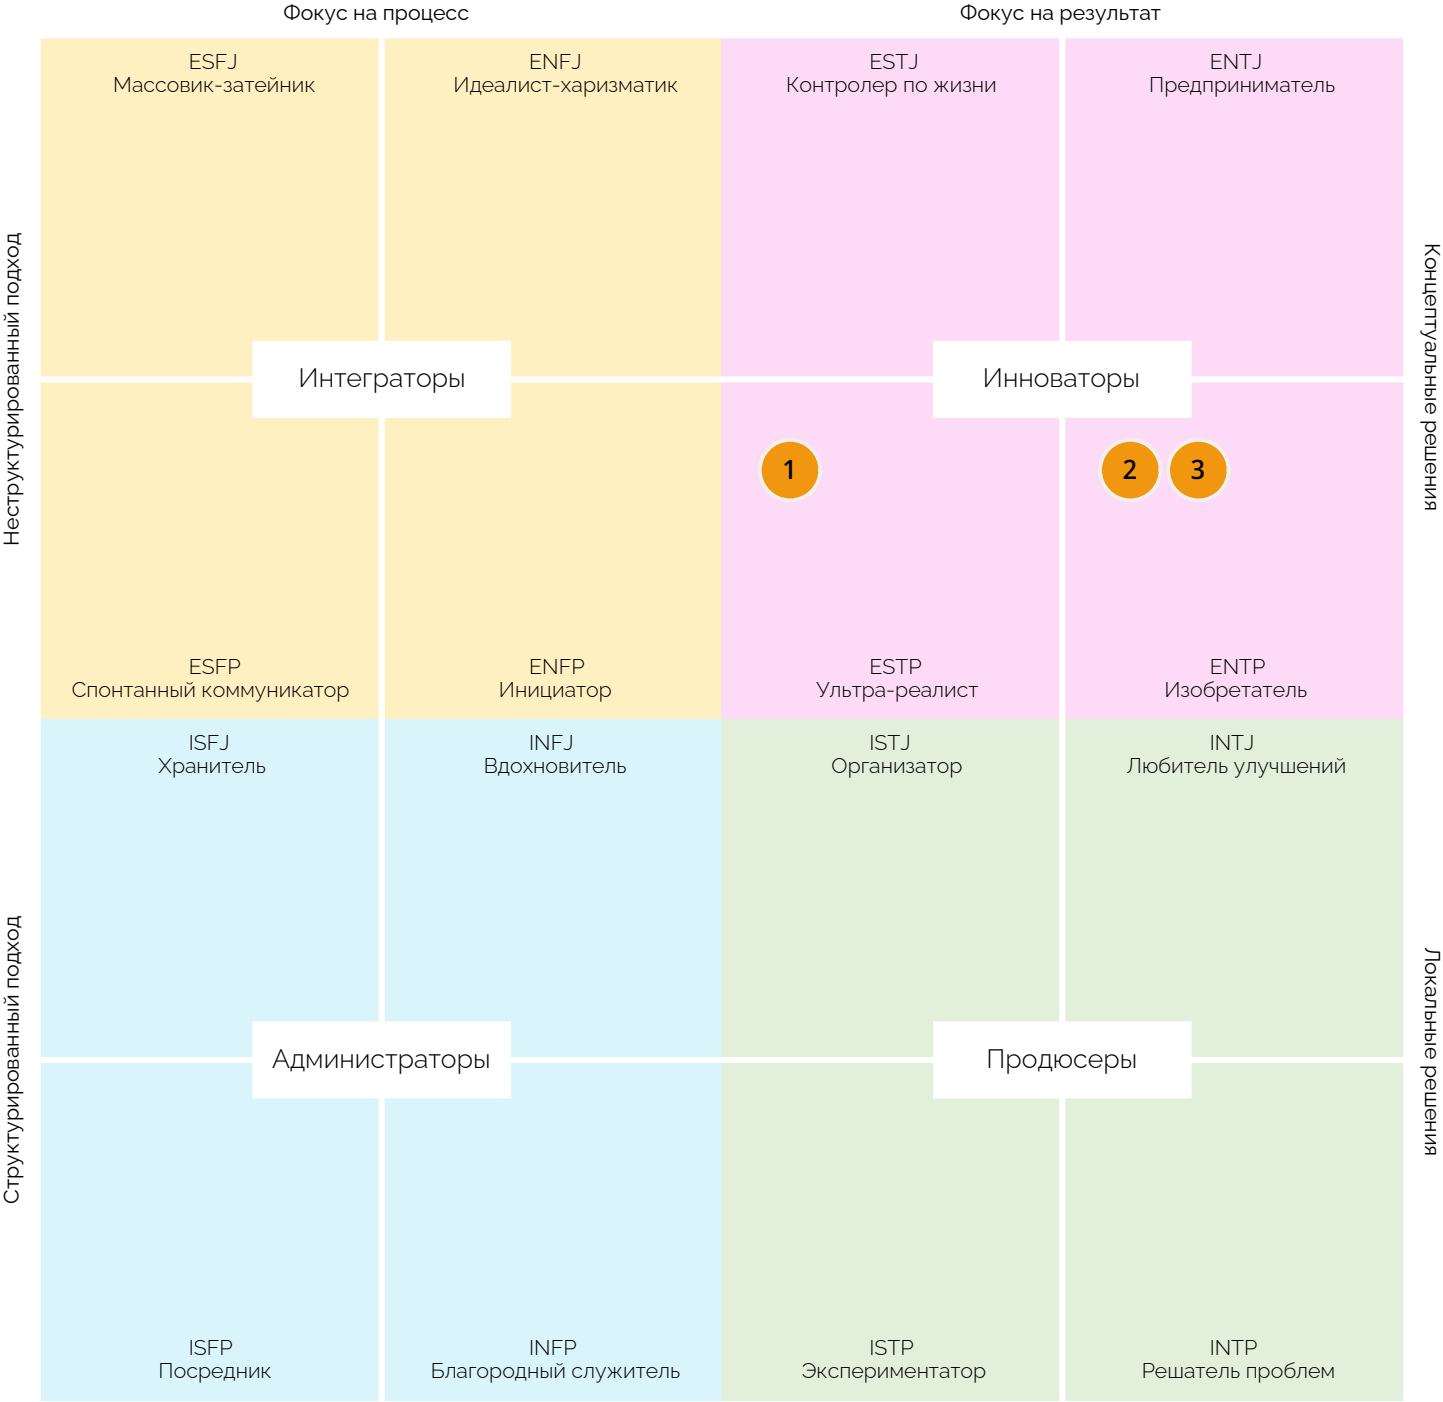 Фокус на процесс
Фокус на результат
ESFJ
Массовик-затейник
ENFJ
Идеалист-харизматик
ESTJ
Контролер по жизни
ENTJ
Предприниматель
Неструктурированный подход
Концептуальные решения
Интеграторы
Инноваторы
1
2
3
ESFP
Спонтанный коммуникатор
ENFP
Инициатор
ESTP
Ультра-реалист
ENTP
Изобретатель
ISFJ
Хранитель
INFJ
Вдохновитель
ISTJ
Организатор
INTJ
Любитель улучшений
Структурированный подход
Локальные решения
Администраторы
Продюсеры
ISFP
Посредник
INFP
Благородный служитель
ISTP
Экспериментатор
INTP
Решатель проблем